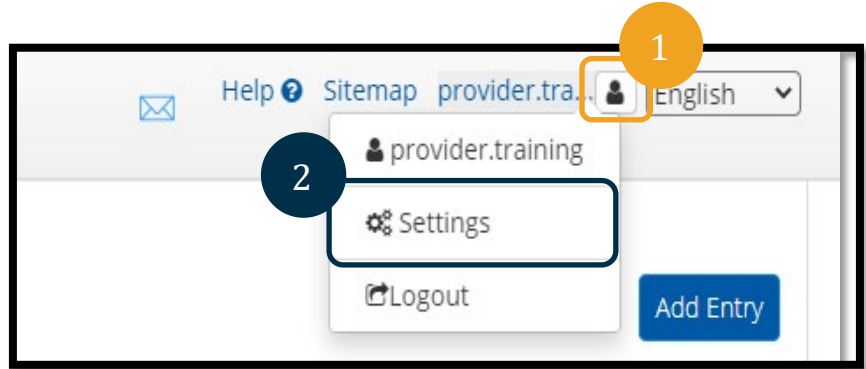 1
Help Sitemap provider.tra... English
provider.training
2
Settings
Logout
Add Entry